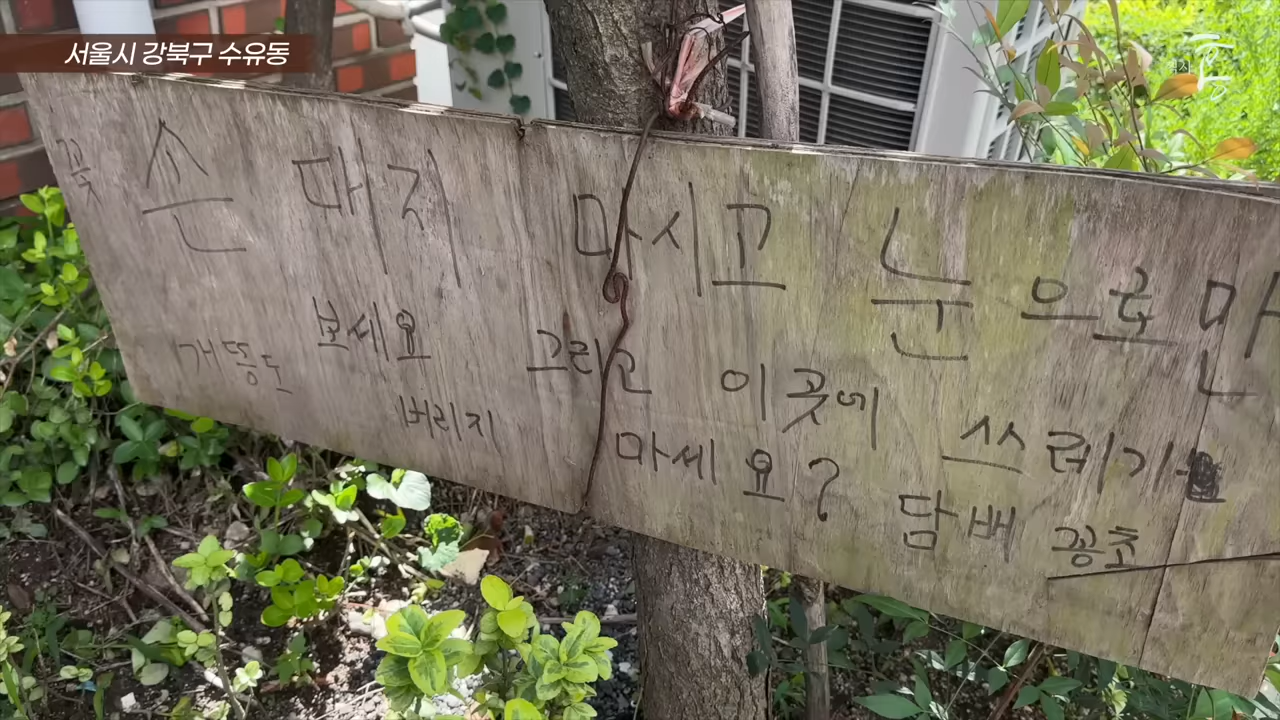 서울시 강북구 수유동
꽃 손 대지 마시고 눈으로만
보세요 그리고 이곳에 쓰레기
개똥도 버리지 마세요? 담배 꽁초